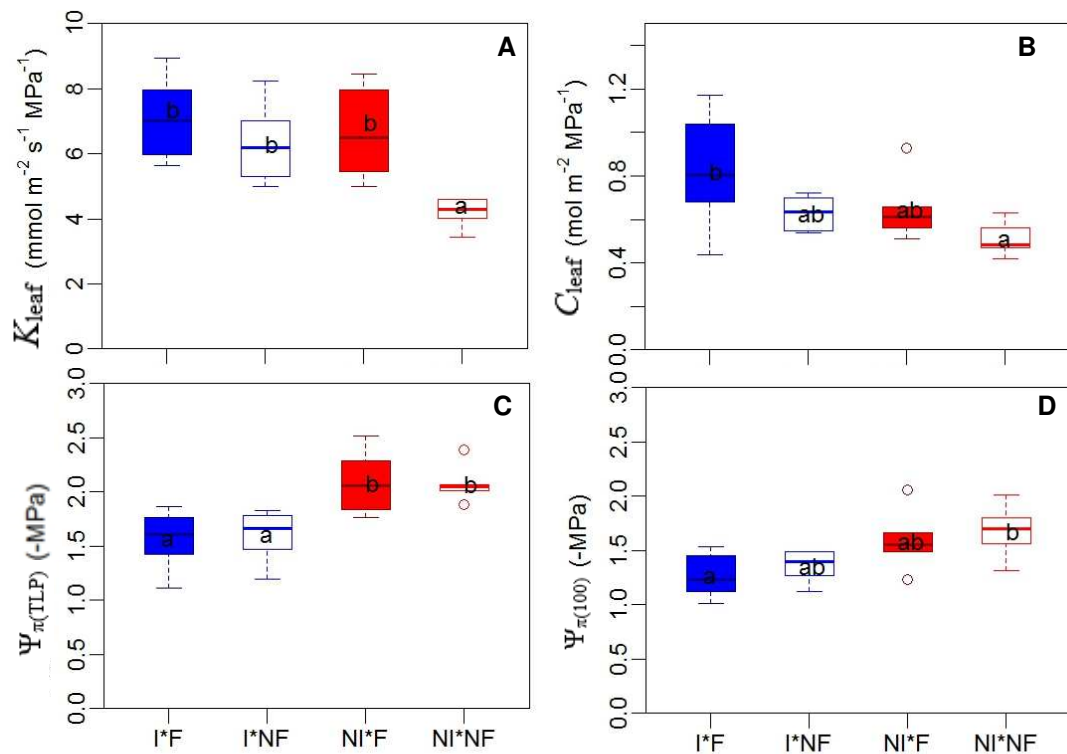 A
K_leaf (mmol m⁻² s⁻¹ MPa⁻¹)
10
8
6
4
2
0
b
b
b
a
B
C_leaf (mol m⁻² MPa⁻¹)
1.2
0.8
0.4
0.0
b
ab
ab
a
C
Ψπ(TLP) (-MPa)
3.0
2.5
2.0
1.5
1.0
0.5
0.0
a
a
b
b
I*F I*NF NI*F NI*NF
D
Ψπ(100) (-MPa)
3.0
2.5
2.0
1.5
1.0
0.5
0.0
a
ab
ab
b
I*F I*NF NI*F NI*NF